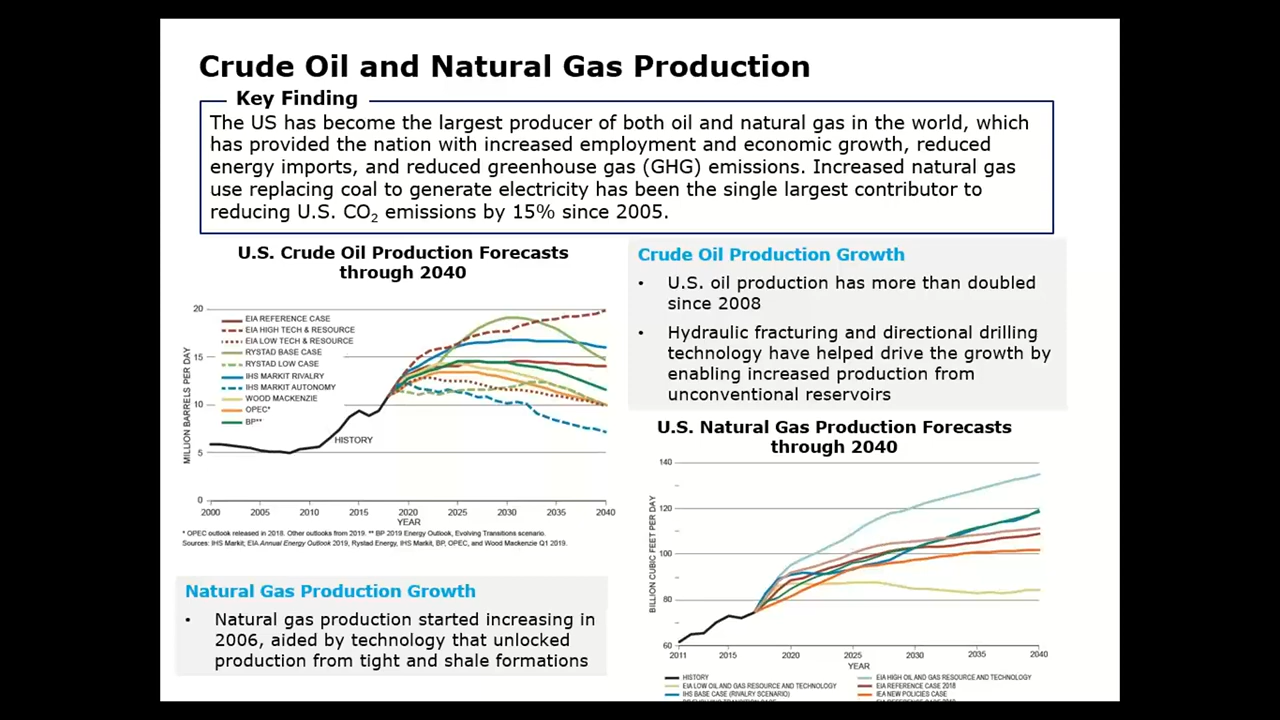 Crude Oil and Natural Gas Production
Key Finding
The US has become the largest producer of both oil and natural gas in the world, which
has provided the nation with increased employment and economic growth, reduced
energy imports, and reduced greenhouse gas (GHG) emissions. Increased natural gas
use replacing coal to generate electricity has been the single largest contributor to
reducing U.S. CO₂ emissions by 15% since 2005.
U.S. Crude Oil Production Forecasts
through 2040
MILLION BARRELS PER DAY
20
15
10
5
0
EIA REFERENCE CASE
EIA HIGH TECH & RESOURCE
EIA LOW TECH & RESOURCE
RYSTAD BASE CASE
RYSTAD LOW CASE
IHS MARKIT RIVALRY
IHS MARKIT AUTONOMY
WOOD MACKENZIE
OPEC*
BP**
HISTORY
2000 2005 2010 2015 2020 2025 2030 2035 2040
YEAR
* OPEC outlook released in 2018. Other outlooks from 2019. ** BP 2019 Energy Outlook, Evolving Transitions scenario.
Sources: IHS Markit, EIA Annual Energy Outlook 2019, Rystad Energy, IHS Markit, BP, OPEC, and Wood Mackenzie Q1 2019.
Crude Oil Production Growth
• U.S. oil production has more than doubled
since 2008
• Hydraulic fracturing and directional drilling
technology have helped drive the growth by
enabling increased production from
unconventional reservoirs
Natural Gas Production Growth
• Natural gas production started increasing in
2006, aided by technology that unlocked
production from tight and shale formations
U.S. Natural Gas Production Forecasts
through 2040
BILLION CUBIC FEET PER DAY
140
120
100
80
60
2011 2015 2020 2025 2030 2035 2040
YEAR
HISTORY
EIA LOW OIL AND GAS RESOURCE AND TECHNOLOGY
IHS BASE CASE (RIVALRY SCENARIO)
EIA HIGH OIL AND GAS RESOURCE AND TECHNOLOGY
EIA REFERENCE CASE 2018
IEA NEW POLICIES CASE